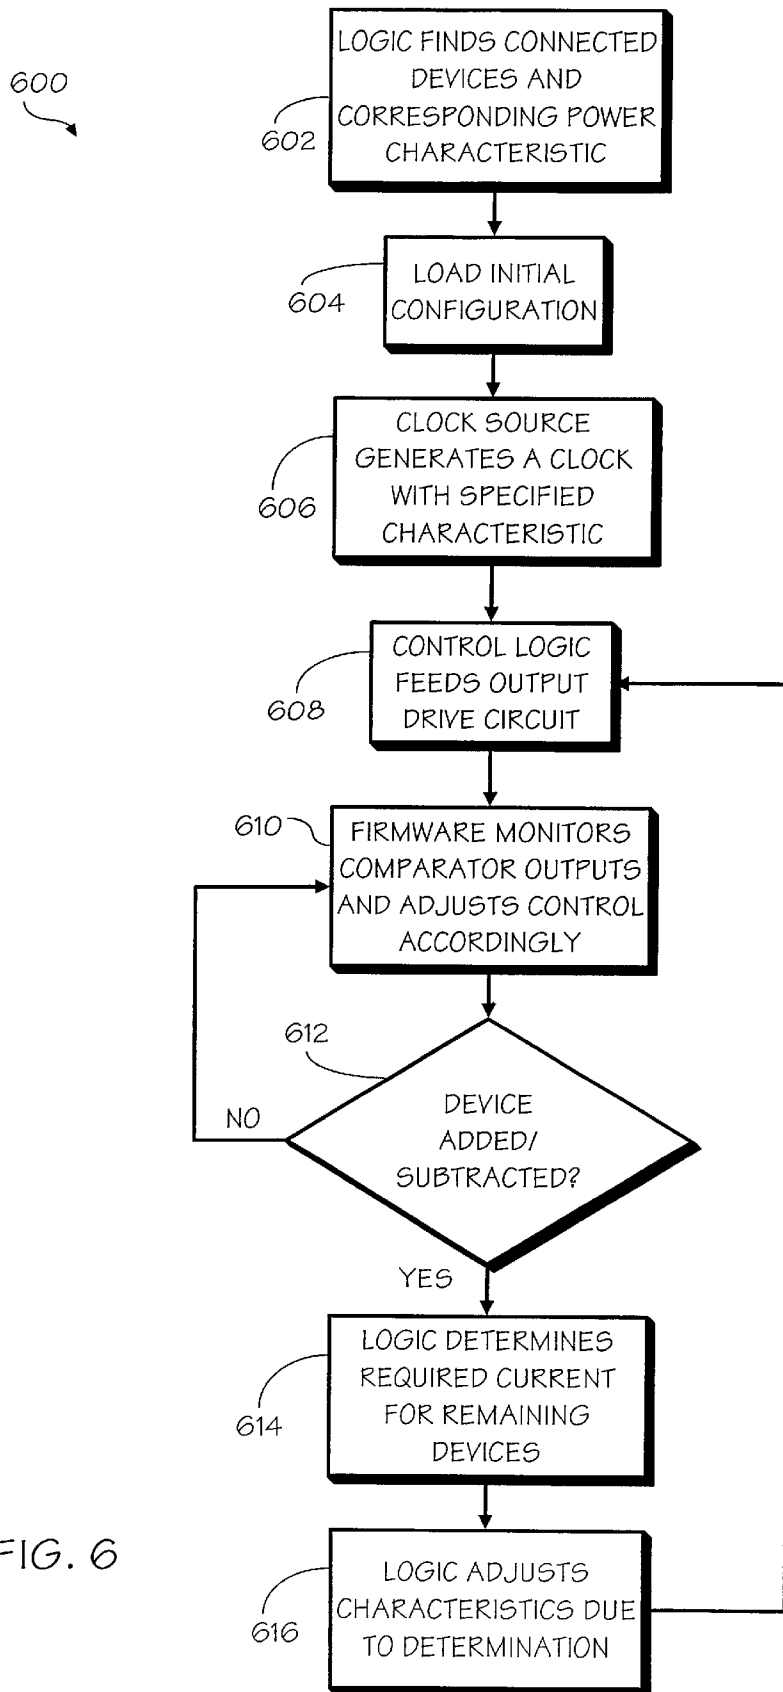 600
LOGIC FINDS CONNECTED
DEVICES AND
CORRESPONDING POWER
CHARACTERISTIC
602
LOAD INITIAL
CONFIGURATION
604
CLOCK SOURCE
GENERATES A CLOCK
WITH SPECIFIED
CHARACTERISTIC
606
CONTROL LOGIC
FEEDS OUTPUT
DRIVE CIRCUIT
608
610
FIRMWARE MONITORS
COMPARATOR OUTPUTS
AND ADJUSTS CONTROL
ACCORDINGLY
612
DEVICE
ADDED/
SUBTRACTED?
NO
YES
LOGIC DETERMINES
REQUIRED CURRENT
FOR REMAINING
DEVICES
614
LOGIC ADJUSTS
CHARACTERISTICS DUE
TO DETERMINATION
616
FIG. 6